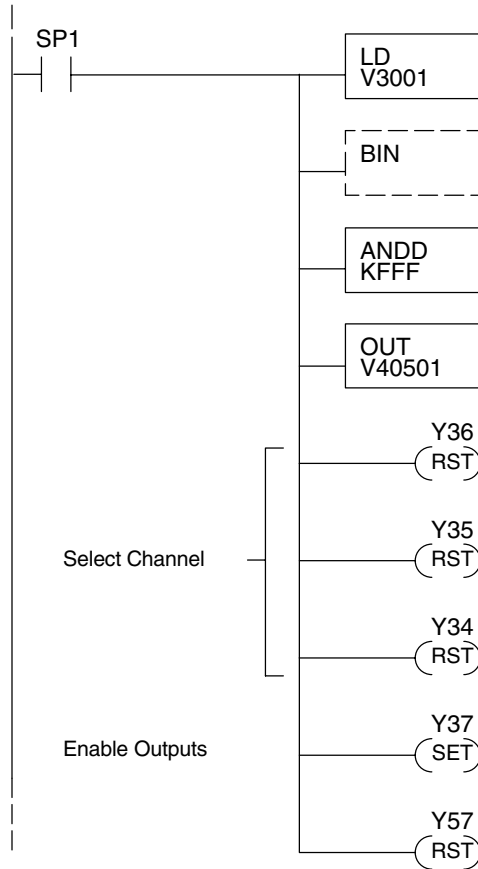 SP1
LD
V3001
BIN
ANDD
KFFF
OUT
V40501
Y36
RST
Y35
RST
Select Channel
Y34
RST
Y37
SET
Enable Outputs
Y57
RST